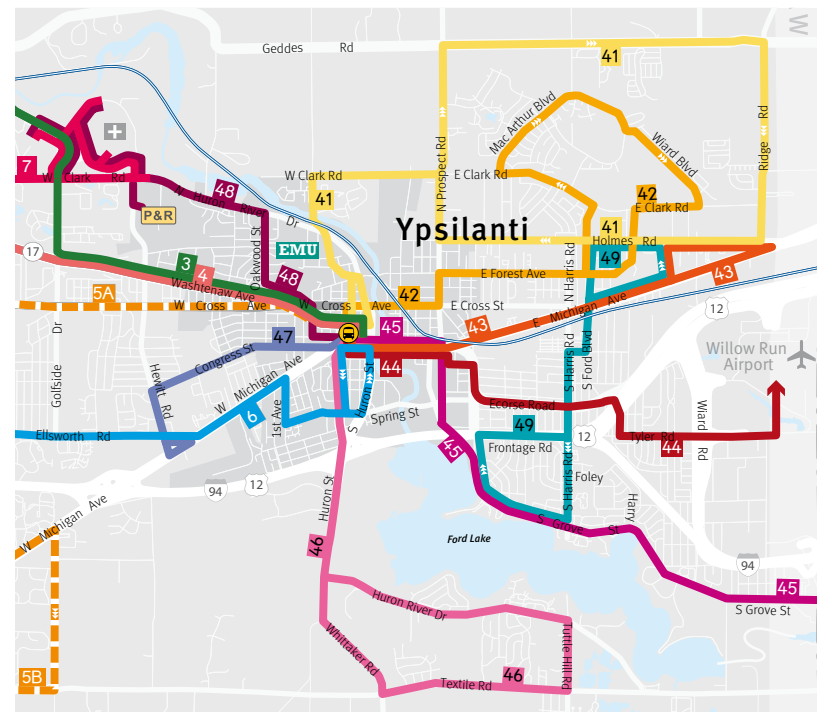 Geddes Rd
41
W
N Prospect Rd
Mac Arthur Blvd
Wiard Blvd
Ridge Rd
7
W Clark Rd
N Huron River Dr
48
W Clark Rd
E Clark Rd
41
42
E Clark Rd
P&R
Ypsilanti
41
Holmes Rd
49
EMU
17
3
4
Oakwood St
48
Washtenaw Ave
E Forest Ave
N Harris Rd
43
5A
W Cross Ave
W Cross Ave
42
E Cross St
E Michigan Ave
43
12
47
45
Congress St
44
S Harris Rd
S Ford Blvd
Willow Run
Airport
Golfside Dr
Hewitt Rd
W Michigan Ave
6
1st Ave
S Huron St
Spring St
Ecorse Road
Ellsworth Rd
49
12
Tyler Rd
44
Wiard Rd
Frontage Rd
45
94
12
S Harris Rd
Foley
Huron St
Harry
S Grove St
W Michigan Ave
Ford Lake
46
94
45
S Grove St
Huron River Dr
Whittaker Rd
Tuttle Hill Rd
5B
46
Textile Rd